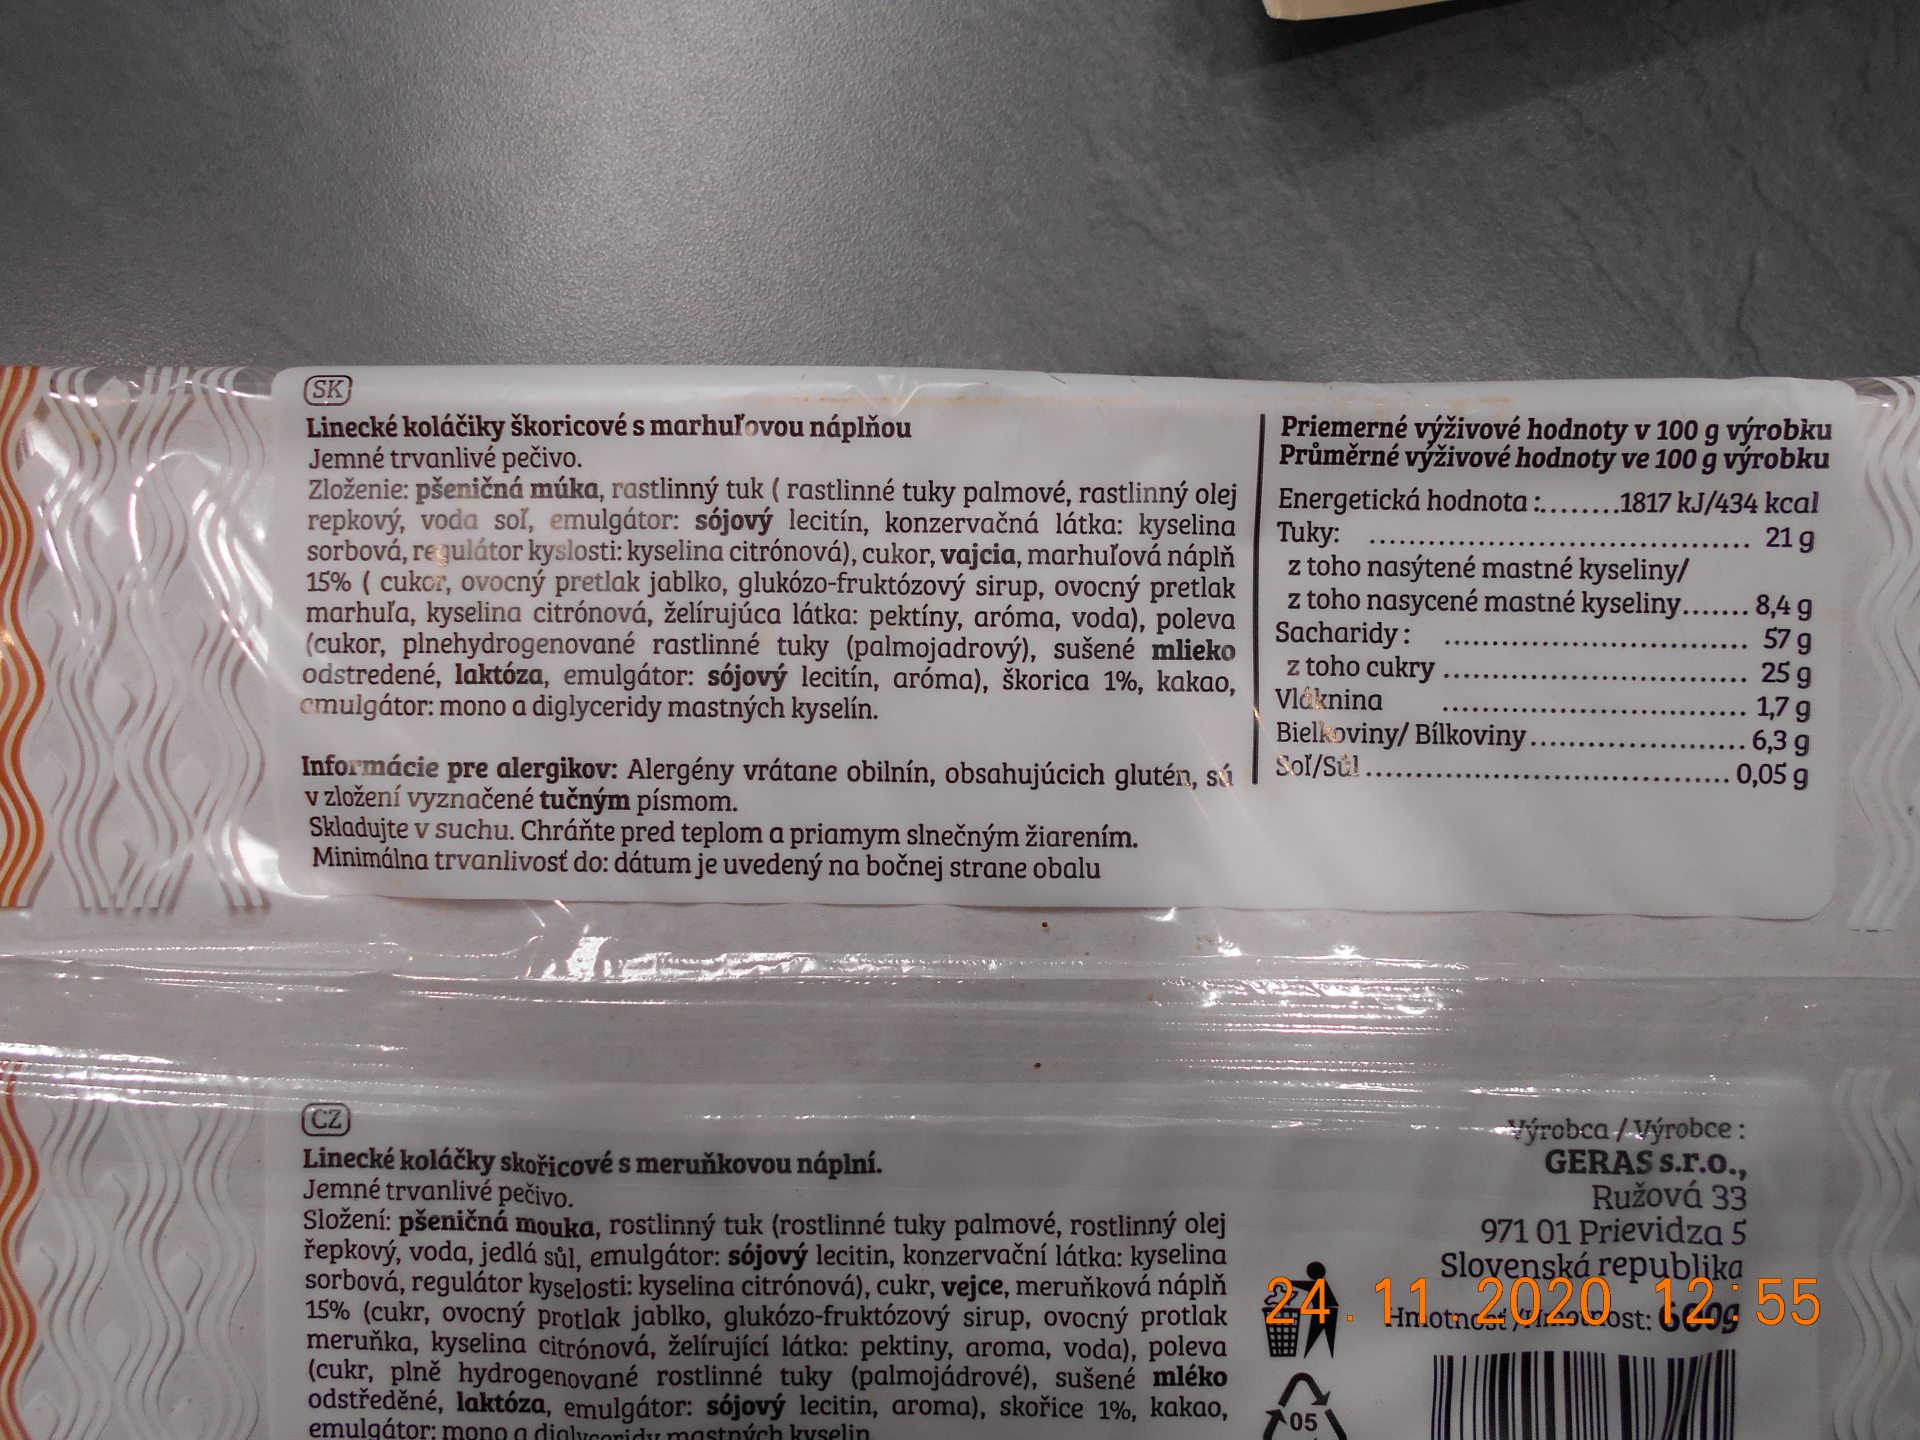 SK
Linecké koláčiky škoricové s marhuľovou náplňou
Jemné trvanlivé pečivo.
Zloženie: pšeničná múka, rastlinný tuk ( rastlinné tuky palmové, rastlinný olej
repkový, voda soľ, emulgátor: sójový lecitín, konzervačná látka: kyselina
sorbová, regulátor kyslosti: kyselina citrónová), cukor, vajcia, marhuľová náplň
15% ( cukor, ovocný pretlak jablko, glukózo-fruktózový sirup, ovocný pretlak
marhuľa, kyselina citrónová, želírujúca látka: pektíny, aróma, voda), poleva
(cukor, plnehydrogenované rastlinné tuky (palmojadrový), sušené mlieko
odstredené, laktóza, emulgátor: sójový lecitín, aróma), škorica 1%, kakao,
emulgátor: mono a diglyceridy mastných kyselín.
Informácie pre alergikov: Alergény vrátane obilnín, obsahujúcich glutén, sú
v zložení vyznačené tučným písmom.
Skladujte v suchu. Chráňte pred teplom a priamym slnečným žiarením.
Minimálna trvanlivosť do: dátum je uvedený na bočnej strane obalu
Priemerné výživové hodnoty v 100 g výrobku
Průměrné výživové hodnoty ve 100 g výrobku
Energetická hodnota :........1817 kJ/434 kcal
Tuky: ................................... 21 g
z toho nasýtené mastné kyseliny/
z toho nasycené mastné kyseliny....... 8,4 g
Sacharidy : ............................ 57 g
z toho cukry ............................ 25 g
Vláknina ............................ 1,7 g
Bielkoviny/ Bílkoviny..................... 6,3 g
Soľ/Sůl .................................. 0,05 g
CZ
Linecké koláčky skořicové s meruňkovou náplní.
Jemné trvanlivé pečivo.
Složení: pšeničná mouka, rostlinný tuk (rostlinné tuky palmové, rostlinný olej
řepkový, voda, jedlá sůl, emulgátor: sójový lecitin, konzervační látka: kyselina
sorbová, regulátor kyselosti: kyselina citrónová), cukr, vejce, meruňková náplň
15% (cukr, ovocný protlak jablko, glukózo-fruktózový sirup, ovocný protlak
meruňka, kyselina citrónová, želírující látka: pektiny, aroma, voda), poleva
(cukr, plně hydrogenované rostlinné tuky (palmojádrové), sušené mléko
odstředěné, laktóza, emulgátor: sójový lecitin, aroma), skořice 1%, kakao,
emulgátor: mono a diglyceridy mastných kyselin
Výrobca / Výrobce :
GERAS s.r.o.,
Ružová 33
971 01 Prievidza 5
Slovenská republika
Hmotnosť / Hmotnost: 600g
24.11.2020 12:55
05